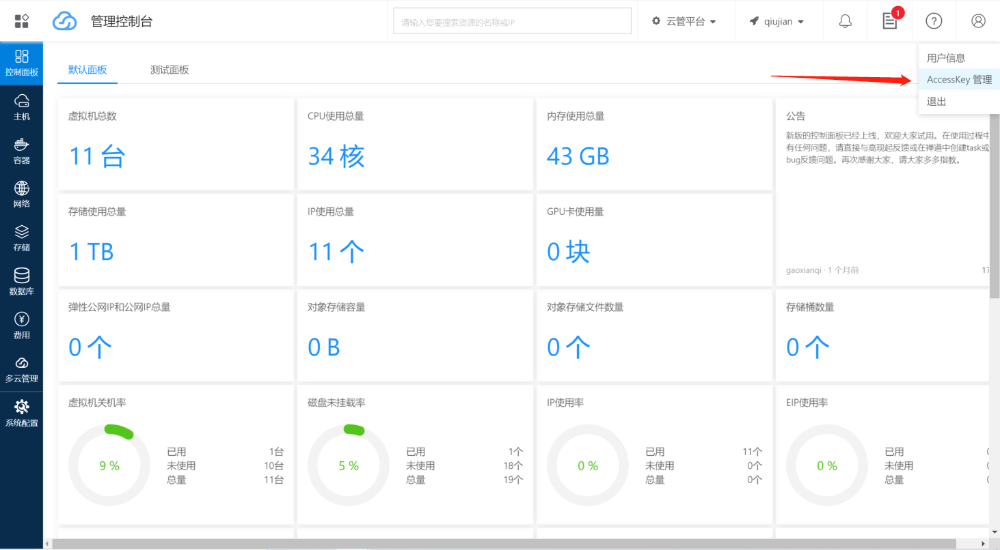 管理控制台
请输入您要搜索资源的名称或IP
云管平台
qiujian
1
用户信息
AccessKey 管理
退出
控制面板
主机
容器
网络
存储
数据库
费用
多云管理
系统配置
默认面板
测试面板
虚拟机总数
11 台
CPU使用总量
34 核
内存使用总量
43 GB
公告
新版的控制面板已经上线，欢迎大家试用。在使用过程中
有任何问题，请直接与高现起反馈或在禅道中创建task或
bug反馈问题。再次感谢大家，请大家多多指教。
gaoxianqi · 1 个月前
17
存储使用总量
1 TB
IP使用总量
11 个
GPU卡使用量
0 块
弹性公网IP和公网IP总量
0 个
对象存储容量
0 B
对象存储文件数量
0 个
存储桶数量
0 个
虚拟机关机率
9 %
已用 1台
未使用 10台
总量 11台
磁盘未挂载率
5 %
已用 1个
未使用 18个
总量 19个
IP使用率
0 %
已用 11个
未使用 0个
总量 0个
EIP使用率
0 %
已用
未使用
总量